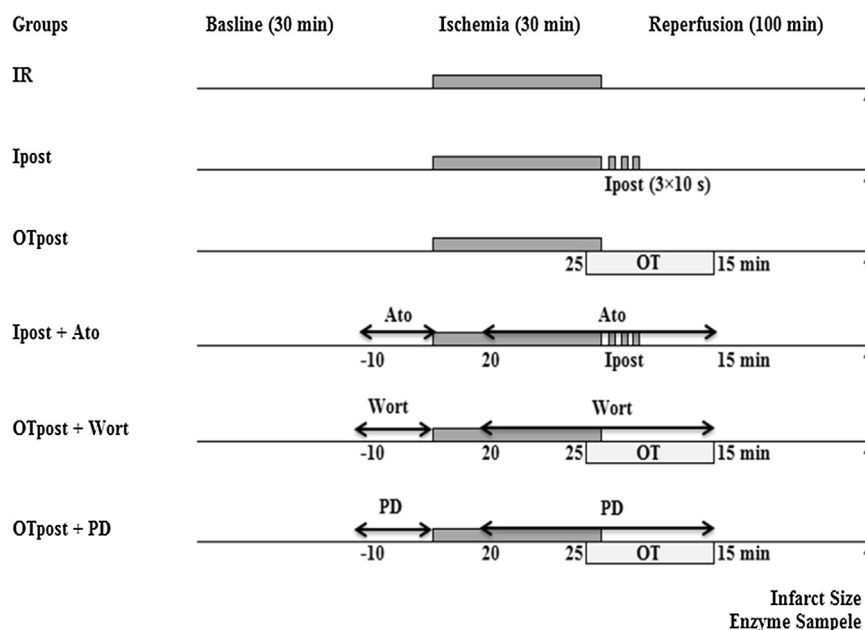 Groups Basline (30 min) Ischemia (30 min) Reperfusion (100 min)
IR
Ipost
Ipost (3×10 s)
OTpost
25 OT 15 min
Ato Ato
Ipost + Ato
-10 20 Ipost 15 min
Wort Wort
OTpost + Wort
-10 20 25 OT 15 min
PD PD
OTpost + PD
-10 20 25 OT 15 min
Infarct Size
Enzyme Sampele